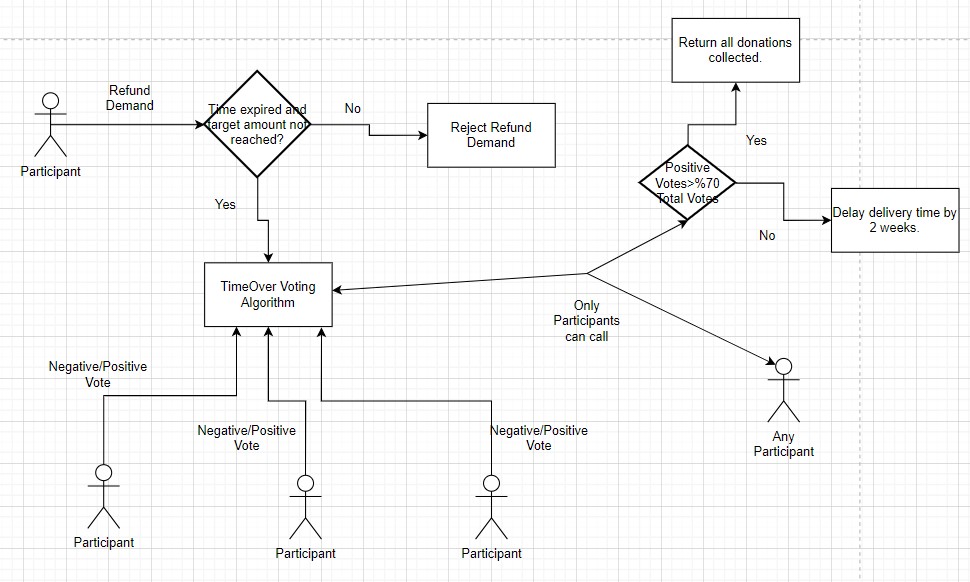 Return all donations
collected.
Refund
Demand
Time expired and
target amount not
reached?
No
Reject Refund
Demand
Participant
Yes
Positive
Votes>%70
Total Votes
Yes
No
Delay delivery time by
2 weeks.
TimeOver Voting
Algorithm
Only
Participants
can call
Negative/Positive
Vote
Negative/Positive
Vote
Negative/Positive
Vote
Any
Participant
Participant
Participant
Participant